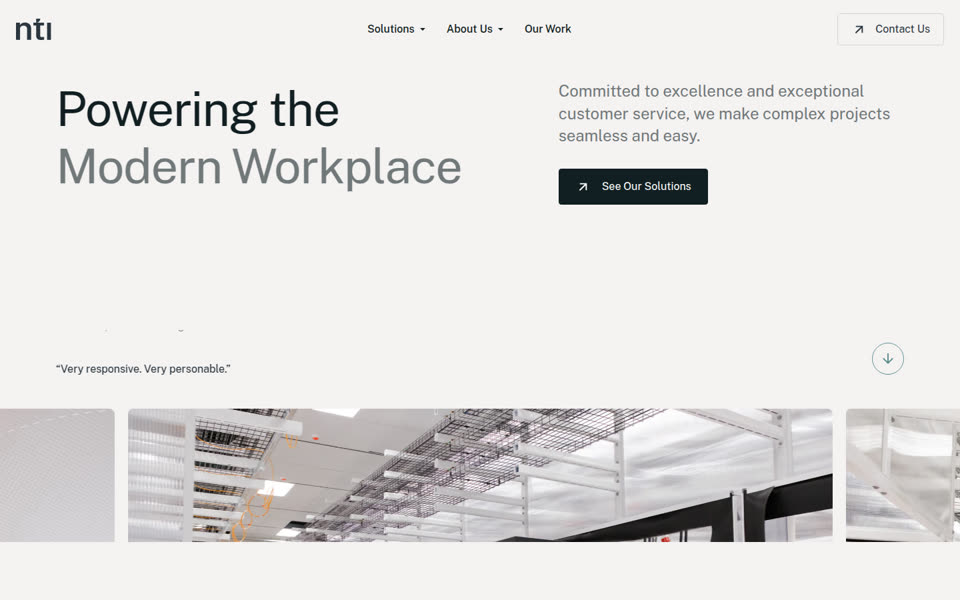 nti
Solutions
About Us
Our Work
Contact Us
Powering the
Modern Workplace
Committed to excellence and exceptional
customer service, we make complex projects
seamless and easy.
See Our Solutions
“Very responsive. Very personable.”